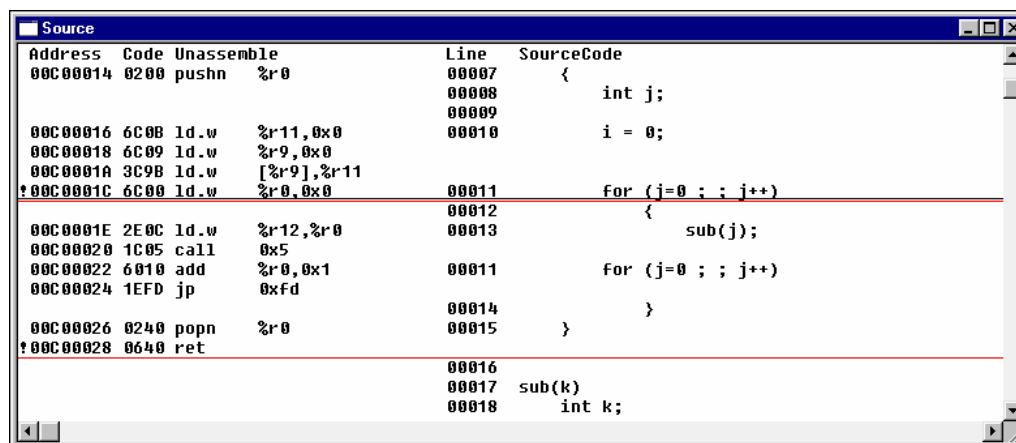 Source
Address Code Unassemble Line SourceCode
00C00014 0200 pushn %r0 00007 {
00008 int j;
00009
00C00016 6C0B ld.w %r11,0x0 00010 i = 0;
00C00018 6C09 ld.w %r9,0x0
00C0001A 3C9B ld.w [%r9],%r11
!00C0001C 6C00 ld.w %r0,0x0 00011 for (j=0 ; ; j++)
00012 {
00C0001E 2E0C ld.w %r12,%r0 00013 sub(j);
00C00020 1C05 call 0x5
00C00022 6010 add %r0,0x1 00011 for (j=0 ; ; j++)
00C00024 1EFD jp 0xfd
00014 }
00C00026 0240 popn %r0 00015 }
!00C00028 0640 ret
00016
00017 sub(k)
00018 int k;